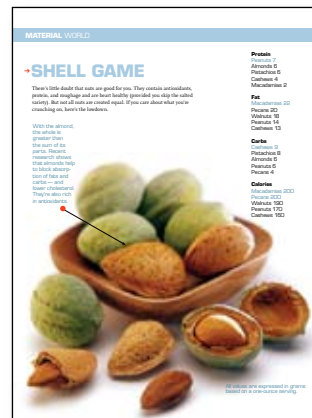 MATERIAL WORLD
SHELL GAME
There's little doubt that nuts are good for you. They contain antioxidants,
protein, and roughage and are heart healthy (provided you skip the salted
variety). But not all nuts are created equal. If you care about what you're
crunching on, here's the lowdown.
With the almond,
the whole is
greater than
the sum of its
parts. Recent
research shows
that almonds help
to block absorp-
tion of fats and
carbs — and
lower cholesterol.
They're also rich
in antioxidants.
Protein
Peanuts 7
Almonds 6
Pistachios 6
Cashews 4
Macadamias 2
Fat
Macadamias 22
Pecans 20
Walnuts 18
Peanuts 14
Cashews 13
Carbs
Cashews 9
Pistachios 8
Almonds 6
Peanuts 6
Pecans 4
Calories
Macadamias 200
Pecans 200
Walnuts 190
Peanuts 170
Cashews 160
All values are expressed in grams
based on a one-ounce serving.